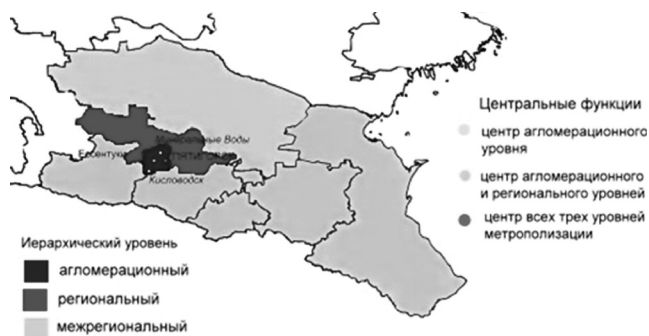 Минеральные Воды
Ессентуки
Пятигорск
Кисловодск
Центральные функции
центр агломерационного
уровня
центр агломерационного
и регионального уровней
центр всех трех уровней
метрополизации
Иерархический уровень
агломерационный
региональный
межрегиональный